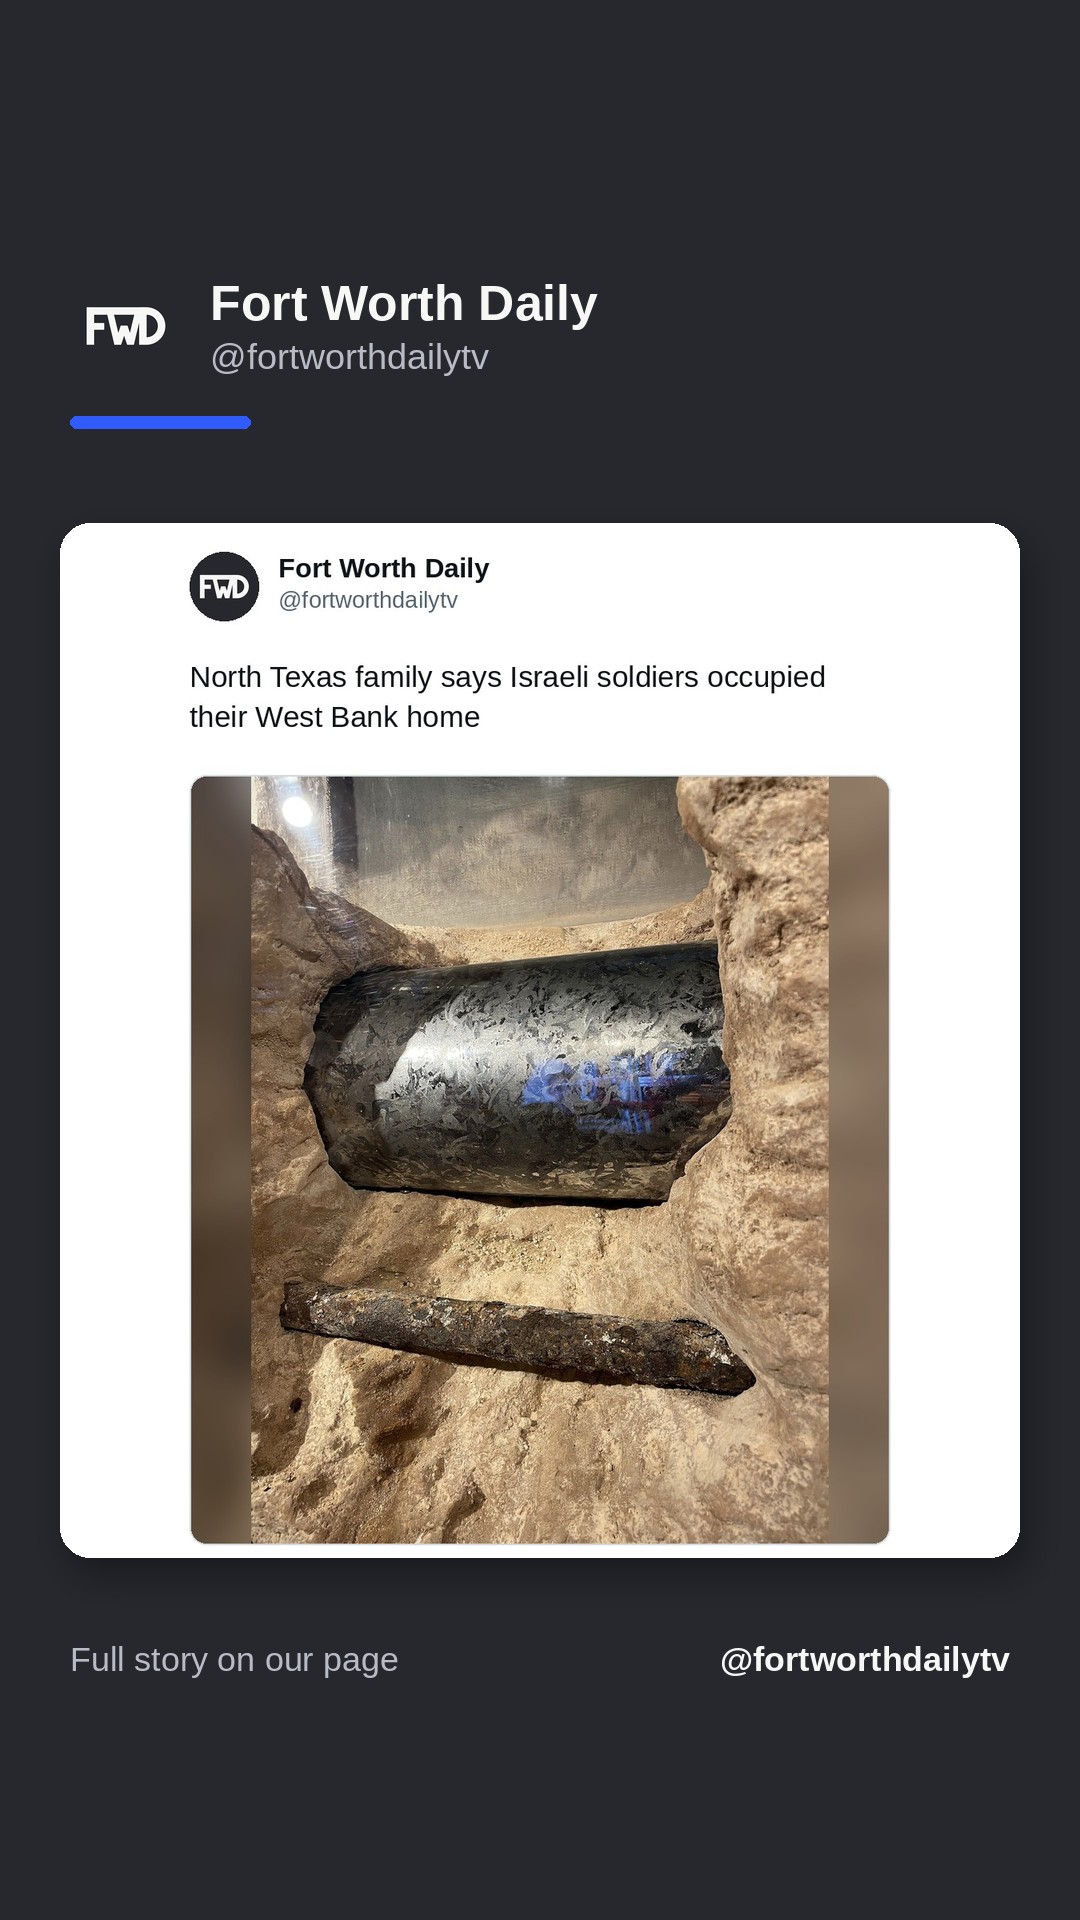 FWD
Fort Worth Daily
@fortworthdailytv
FWD
Fort Worth Daily
@fortworthdailytv
North Texas family says Israeli soldiers occupied
their West Bank home
Full story on our page
@fortworthdailytv